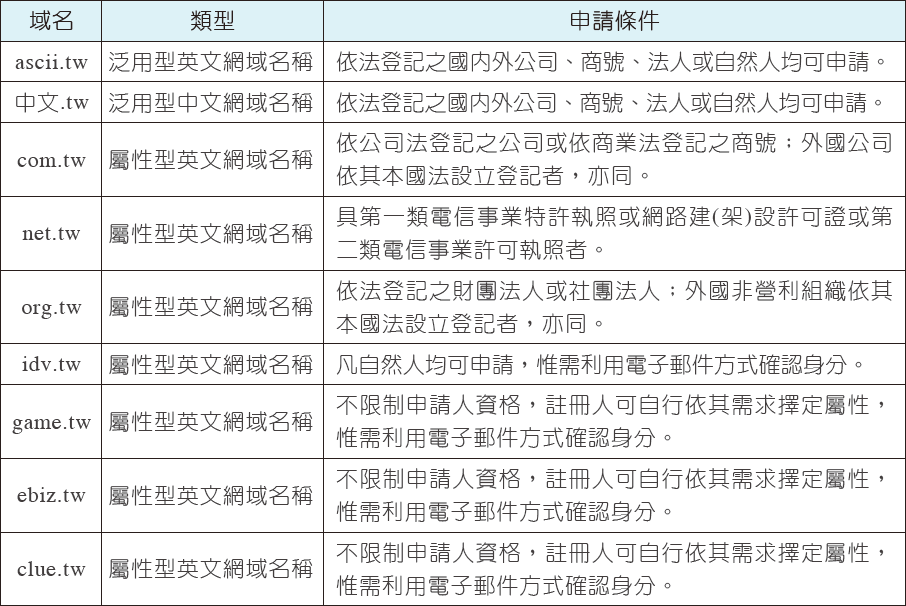 域名 類型 申請條件
ascii.tw 泛用型英文網域名稱 依法登記之國內外公司、商號、法人或自然人均可申請。
中文.tw 泛用型中文網域名稱 依法登記之國內外公司、商號、法人或自然人均可申請。
com.tw 屬性型英文網域名稱 依公司法登記之公司或依商業法登記之商號；外國公司
依其本國法設立登記者，亦同。
net.tw 屬性型英文網域名稱 具第一類電信事業特許執照或網路建(架)設許可證或第
二類電信事業許可執照者。
org.tw 屬性型英文網域名稱 依法登記之財團法人或社團法人；外國非營利組織依其
本國法設立登記者，亦同。
idv.tw 屬性型英文網域名稱 凡自然人均可申請，惟需利用電子郵件方式確認身分。
game.tw 屬性型英文網域名稱 不限制申請人資格，註冊人可自行依其需求擇定屬性，
惟需利用電子郵件方式確認身分。
ebiz.tw 屬性型英文網域名稱 不限制申請人資格，註冊人可自行依其需求擇定屬性，
惟需利用電子郵件方式確認身分。
clue.tw 屬性型英文網域名稱 不限制申請人資格，註冊人可自行依其需求擇定屬性，
惟需利用電子郵件方式確認身分。